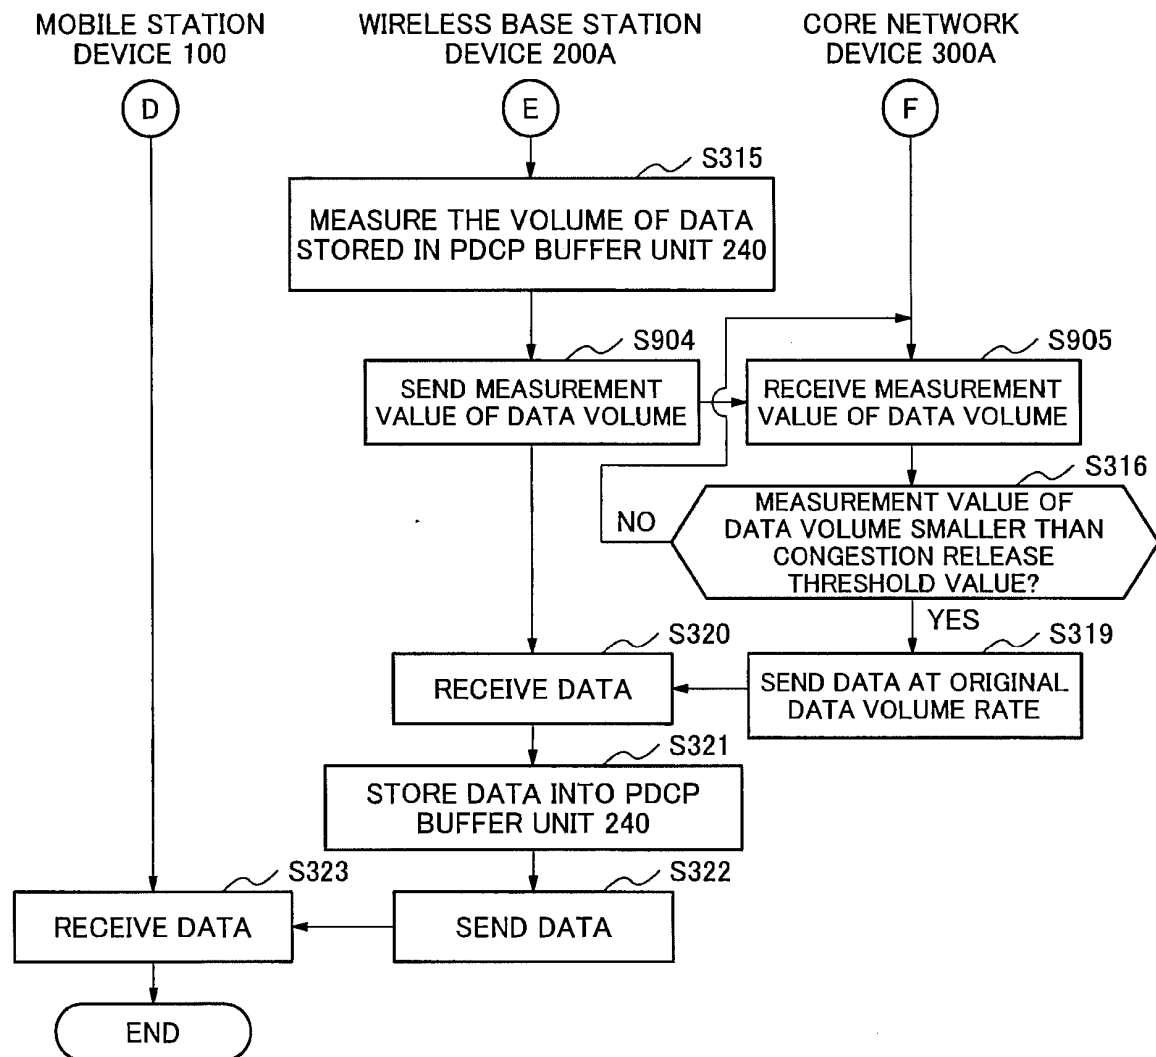 MOBILE STATION
DEVICE 100
WIRELESS BASE STATION
DEVICE 200A
CORE NETWORK
DEVICE 300A
D
E
F
S315
MEASURE THE VOLUME OF DATA
STORED IN PDCP BUFFER UNIT 240
S904
SEND MEASUREMENT
VALUE OF DATA VOLUME
S905
RECEIVE MEASUREMENT
VALUE OF DATA VOLUME
S316
MEASUREMENT VALUE OF
DATA VOLUME SMALLER THAN
CONGESTION RELEASE
THRESHOLD VALUE?
NO
YES
S320
RECEIVE DATA
S319
SEND DATA AT ORIGINAL
DATA VOLUME RATE
S321
STORE DATA INTO PDCP
BUFFER UNIT 240
S323
RECEIVE DATA
S322
SEND DATA
END